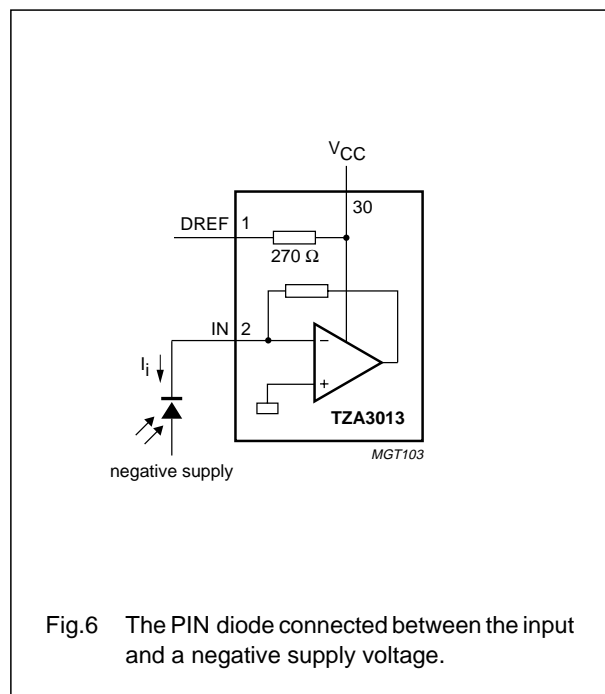 VCC
30
DREF 1
270 Ω
IN 2
Ii
−
+
TZA3013
MGT103
negative supply
Fig.6 The PIN diode connected between the input
and a negative supply voltage.